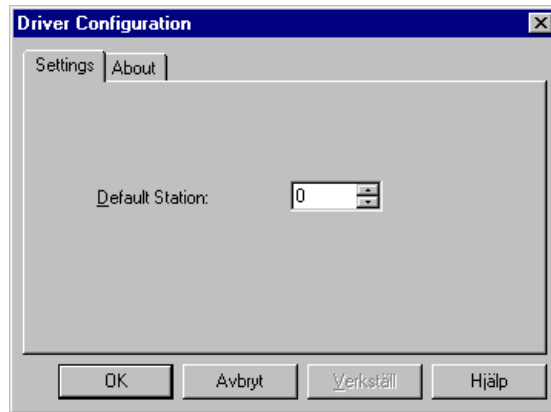 Driver Configuration
Settings About
Default Station: 0
OK Avbryt Verkställ Hjälp